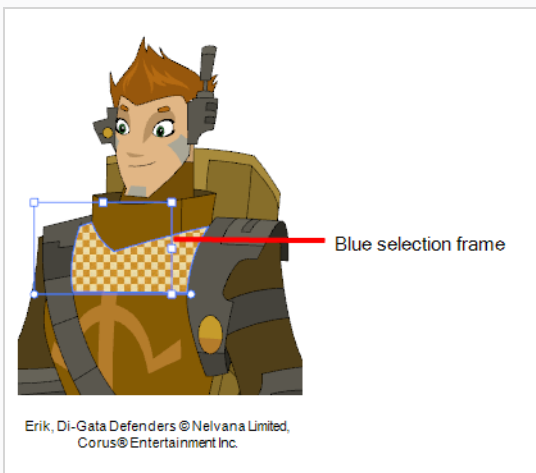 Blue selection frame
Erik, Di-Gata Defenders © Nelvana Limited,
Corus® Entertainment Inc.